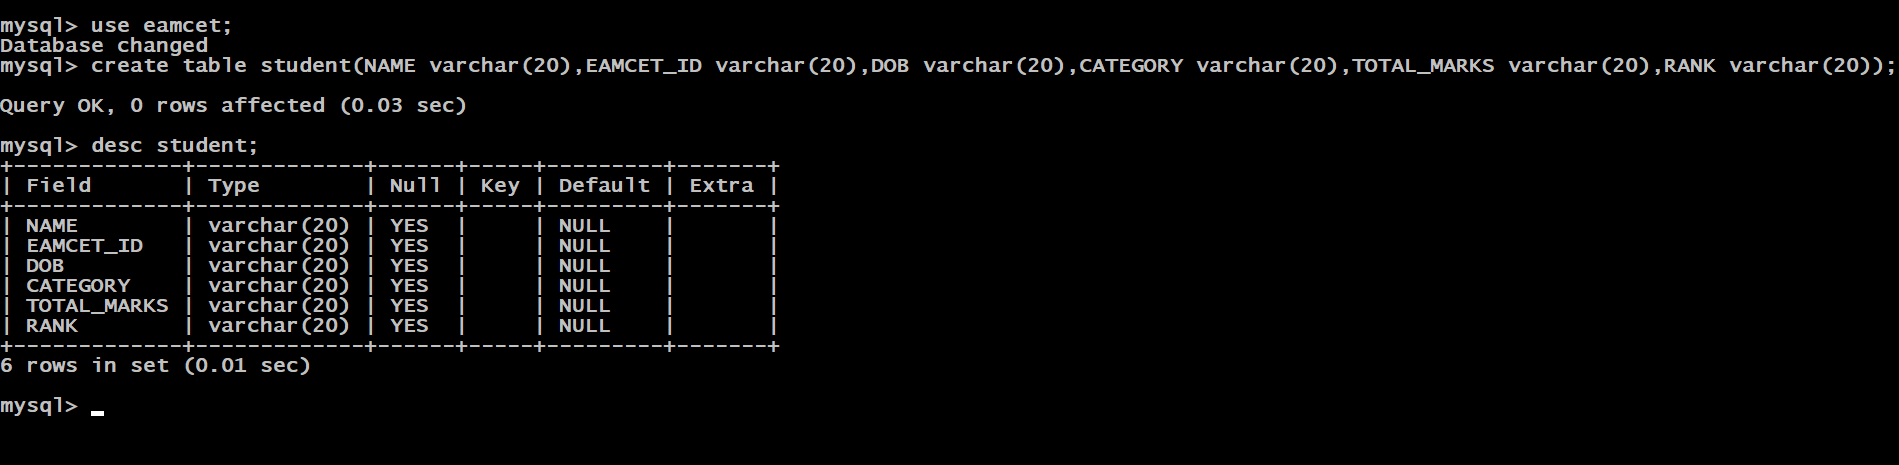 mysql> use eamcet;
Database changed
mysql> create table student(NAME varchar(20),EAMCET_ID varchar(20),DOB varchar(20),CATEGORY varchar(20),TOTAL_MARKS varchar(20),RANK varchar(20));
Query OK, 0 rows affected (0.03 sec)
mysql> desc student;
+-------------+-------------+------+-----+---------+-------+
| Field       | Type        | Null | Key | Default | Extra |
+-------------+-------------+------+-----+---------+-------+
| NAME        | varchar(20) | YES  |     | NULL    |       |
| EAMCET_ID   | varchar(20) | YES  |     | NULL    |       |
| DOB         | varchar(20) | YES  |     | NULL    |       |
| CATEGORY    | varchar(20) | YES  |     | NULL    |       |
| TOTAL_MARKS | varchar(20) | YES  |     | NULL    |       |
| RANK        | varchar(20) | YES  |     | NULL    |       |
+-------------+-------------+------+-----+---------+-------+
6 rows in set (0.01 sec)
mysql> _